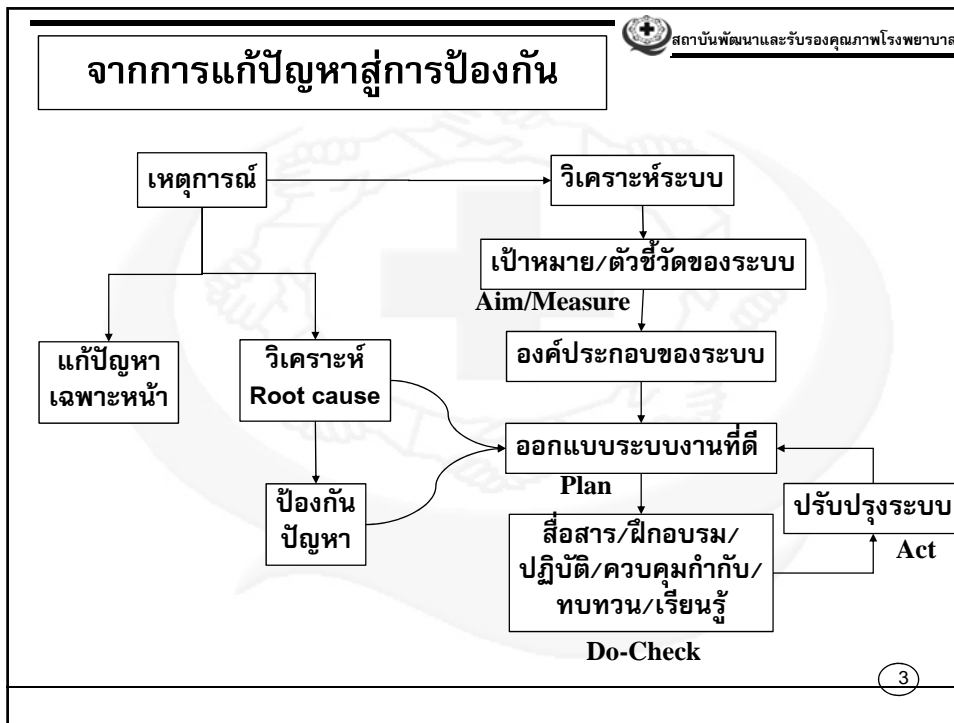 สถาบันพัฒนาและรับรองคุณภาพโรงพยาบาล
จากการแก้ปัญหาสู่การป้องกัน
เหตุการณ์
วิเคราะห์ระบบ
เป้าหมาย/ตัวชี้วัดของระบบ
Aim/Measure
แก้ปัญหา
เฉพาะหน้า
วิเคราะห์
Root cause
องค์ประกอบของระบบ
ออกแบบระบบงานที่ดี
Plan
ป้องกัน
ปัญหา
ปรับปรุงระบบ
Act
สื่อสาร/ฝึกอบรม/
ปฏิบัติ/ควบคุมกำกับ/
ทบทวน/เรียนรู้
Do-Check
3